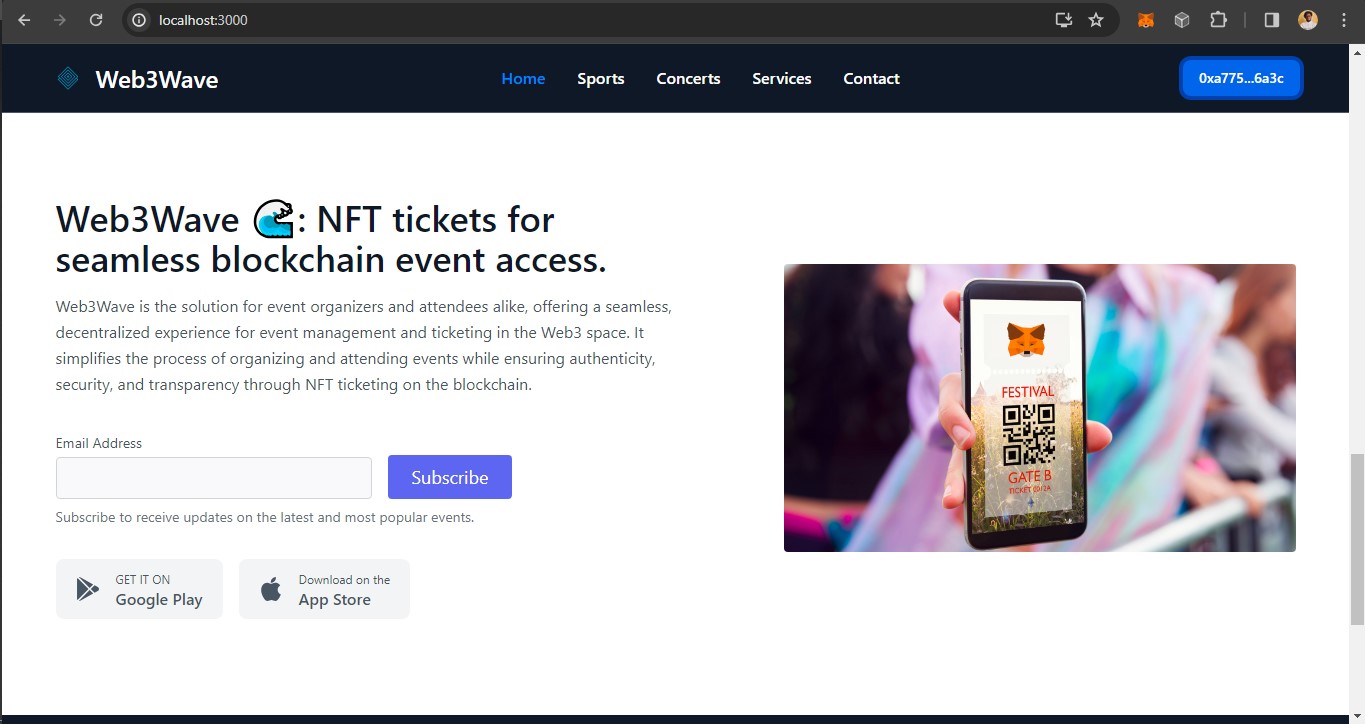 localhost:3000
Web3Wave
Home
Sports
Concerts
Services
Contact
0xa775...6a3c
Web3Wave 🌊: NFT tickets for
seamless blockchain event access.
Web3Wave is the solution for event organizers and attendees alike, offering a seamless,
decentralized experience for event management and ticketing in the Web3 space. It
simplifies the process of organizing and attending events while ensuring authenticity,
security, and transparency through NFT ticketing on the blockchain.
Email Address
Subscribe
Subscribe to receive updates on the latest and most popular events.
GET IT ON
Google Play
Download on the
App Store
FESTIVAL
GATE B